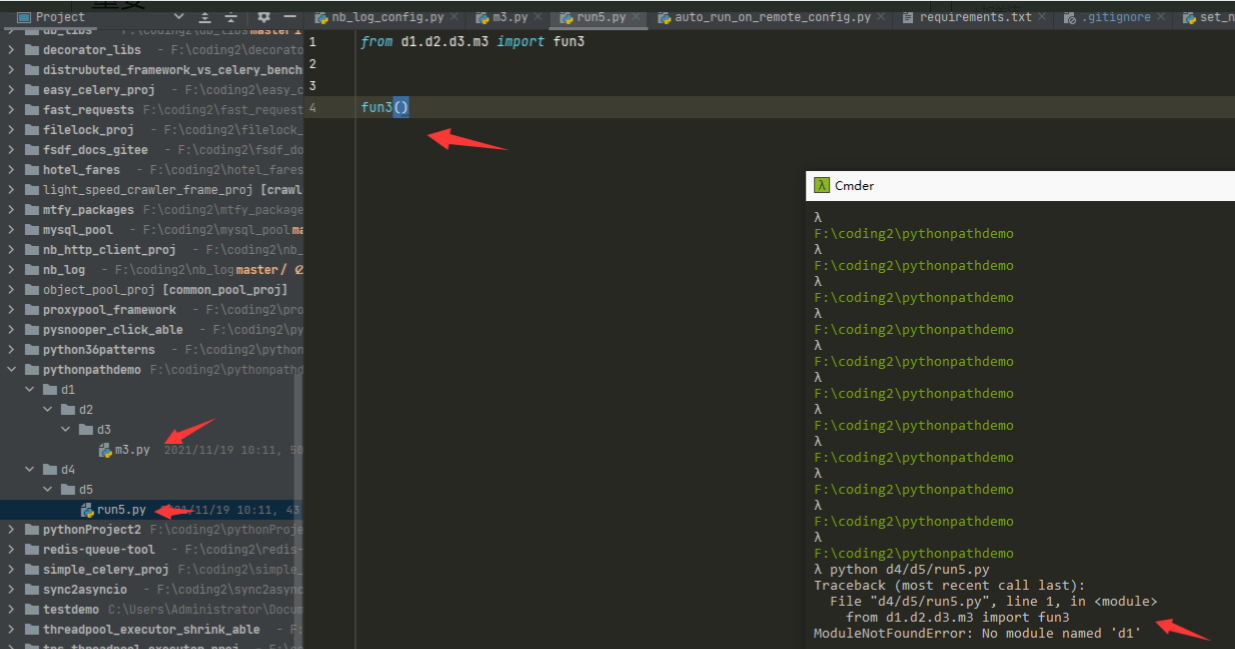 Project
nb_log_config.py
m3.py
run5.py
auto_run_on_remote_config.py
requirements.txt
.gitignore
set_n
decorator_libs - F:\coding2\decorato
distrubuted_framework_vs_celery_bench
easy_celery_proj F:\coding2\easy_c
fast_requests F:\coding2\fast_request
filelock_proj - F:\coding2\filelock_
fsdf_docs_gitee - F:\coding2\fsdf_do
hotel_fares - F:\coding2\hotel_fares
light_speed_crawler_frame_proj [crawl
mtfy_packages F:\coding2\mtfy_package
mysql_pool - F:\coding2\mysql_pool ma
nb_http_client_proj - F:\coding2\nb_
nb_log - F:\coding2\nb_log master /
object_pool_proj [common_pool_proj]
proxypool_framework - F:\coding2\pro
pysnooper_click_able - F:\coding2\py
python36patterns - F:\coding2\python
pythonpathdemo F:\coding2\pythonpathd
d1
d2
d3
m3.py 2021/11/19 10:11, 50
d4
d5
run5.py 2021/11/19 10:11, 43
pythonProject2 F:\coding2\pythonProje
redis-queue-tool - F:\coding2\redis-
simple_celery_proj F:\coding2\simple_
sync2asyncio - F:\coding2\sync2async
testdemo C:\Users\Administrator\Docum
threadpool_executor_shrink_able - F:
1 from d1.d2.d3.m3 import fun3
2
3
4 fun3()
Cmder
λ
F:\coding2\pythonpathdemo
λ
F:\coding2\pythonpathdemo
λ
F:\coding2\pythonpathdemo
λ
F:\coding2\pythonpathdemo
λ
F:\coding2\pythonpathdemo
λ
F:\coding2\pythonpathdemo
λ
F:\coding2\pythonpathdemo
λ
F:\coding2\pythonpathdemo
λ
F:\coding2\pythonpathdemo
λ
F:\coding2\pythonpathdemo
λ
F:\coding2\pythonpathdemo
λ python d4/d5/run5.py
Traceback (most recent call last):
File "d4/d5/run5.py", line 1, in <module>
from d1.d2.d3.m3 import fun3
ModuleNotFoundError: No module named 'd1'